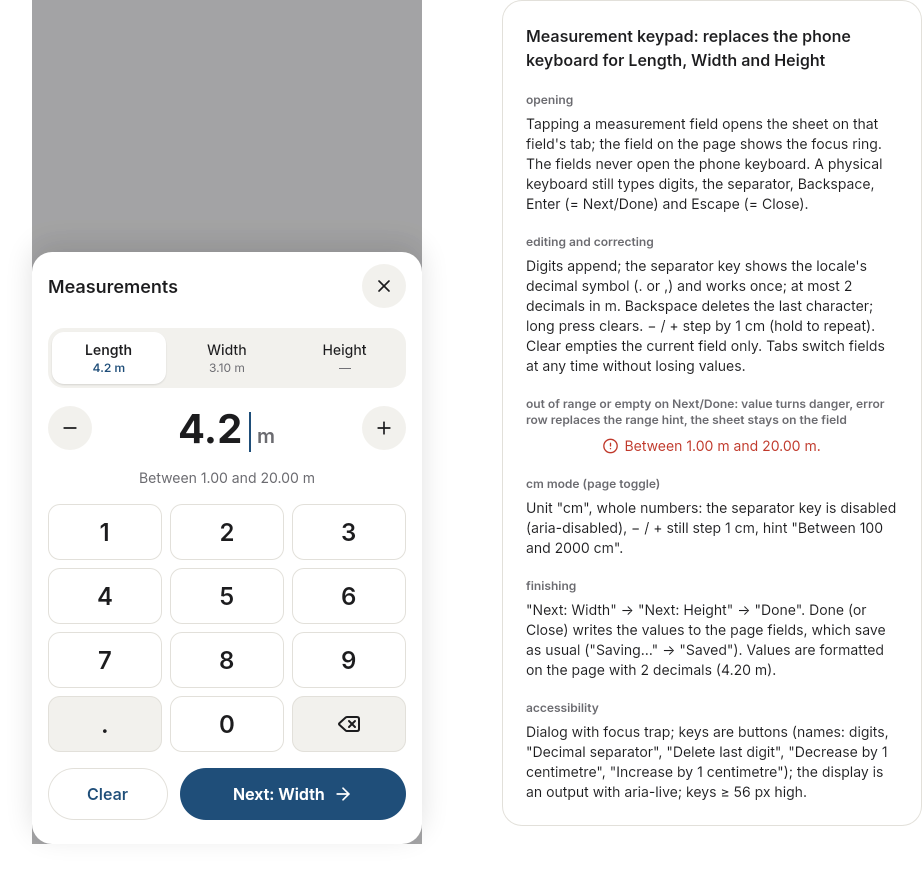 Measurements
Length
4.2 m
Width
3.10 m
Height
—
−
4.2 m
+
Between 1.00 and 20.00 m
1
2
3
4
5
6
7
8
9
.
0
Clear
Next: Width →
Measurement keypad: replaces the phone
keyboard for Length, Width and Height
opening
Tapping a measurement field opens the sheet on that
field's tab; the field on the page shows the focus ring.
The fields never open the phone keyboard. A physical
keyboard still types digits, the separator, Backspace,
Enter (= Next/Done) and Escape (= Close).
editing and correcting
Digits append; the separator key shows the locale's
decimal symbol (. or ,) and works once; at most 2
decimals in m. Backspace deletes the last character;
long press clears. − / + step by 1 cm (hold to repeat).
Clear empties the current field only. Tabs switch fields
at any time without losing values.
out of range or empty on Next/Done: value turns danger, error
row replaces the range hint, the sheet stays on the field
Between 1.00 m and 20.00 m.
cm mode (page toggle)
Unit "cm", whole numbers: the separator key is disabled
(aria-disabled), − / + still step 1 cm, hint "Between 100
and 2000 cm".
finishing
"Next: Width" → "Next: Height" → "Done". Done (or
Close) writes the values to the page fields, which save
as usual ("Saving…" → "Saved"). Values are formatted
on the page with 2 decimals (4.20 m).
accessibility
Dialog with focus trap; keys are buttons (names: digits,
"Decimal separator", "Delete last digit", "Decrease by 1
centimetre", "Increase by 1 centimetre"); the display is
an output with aria-live; keys ≥ 56 px high.